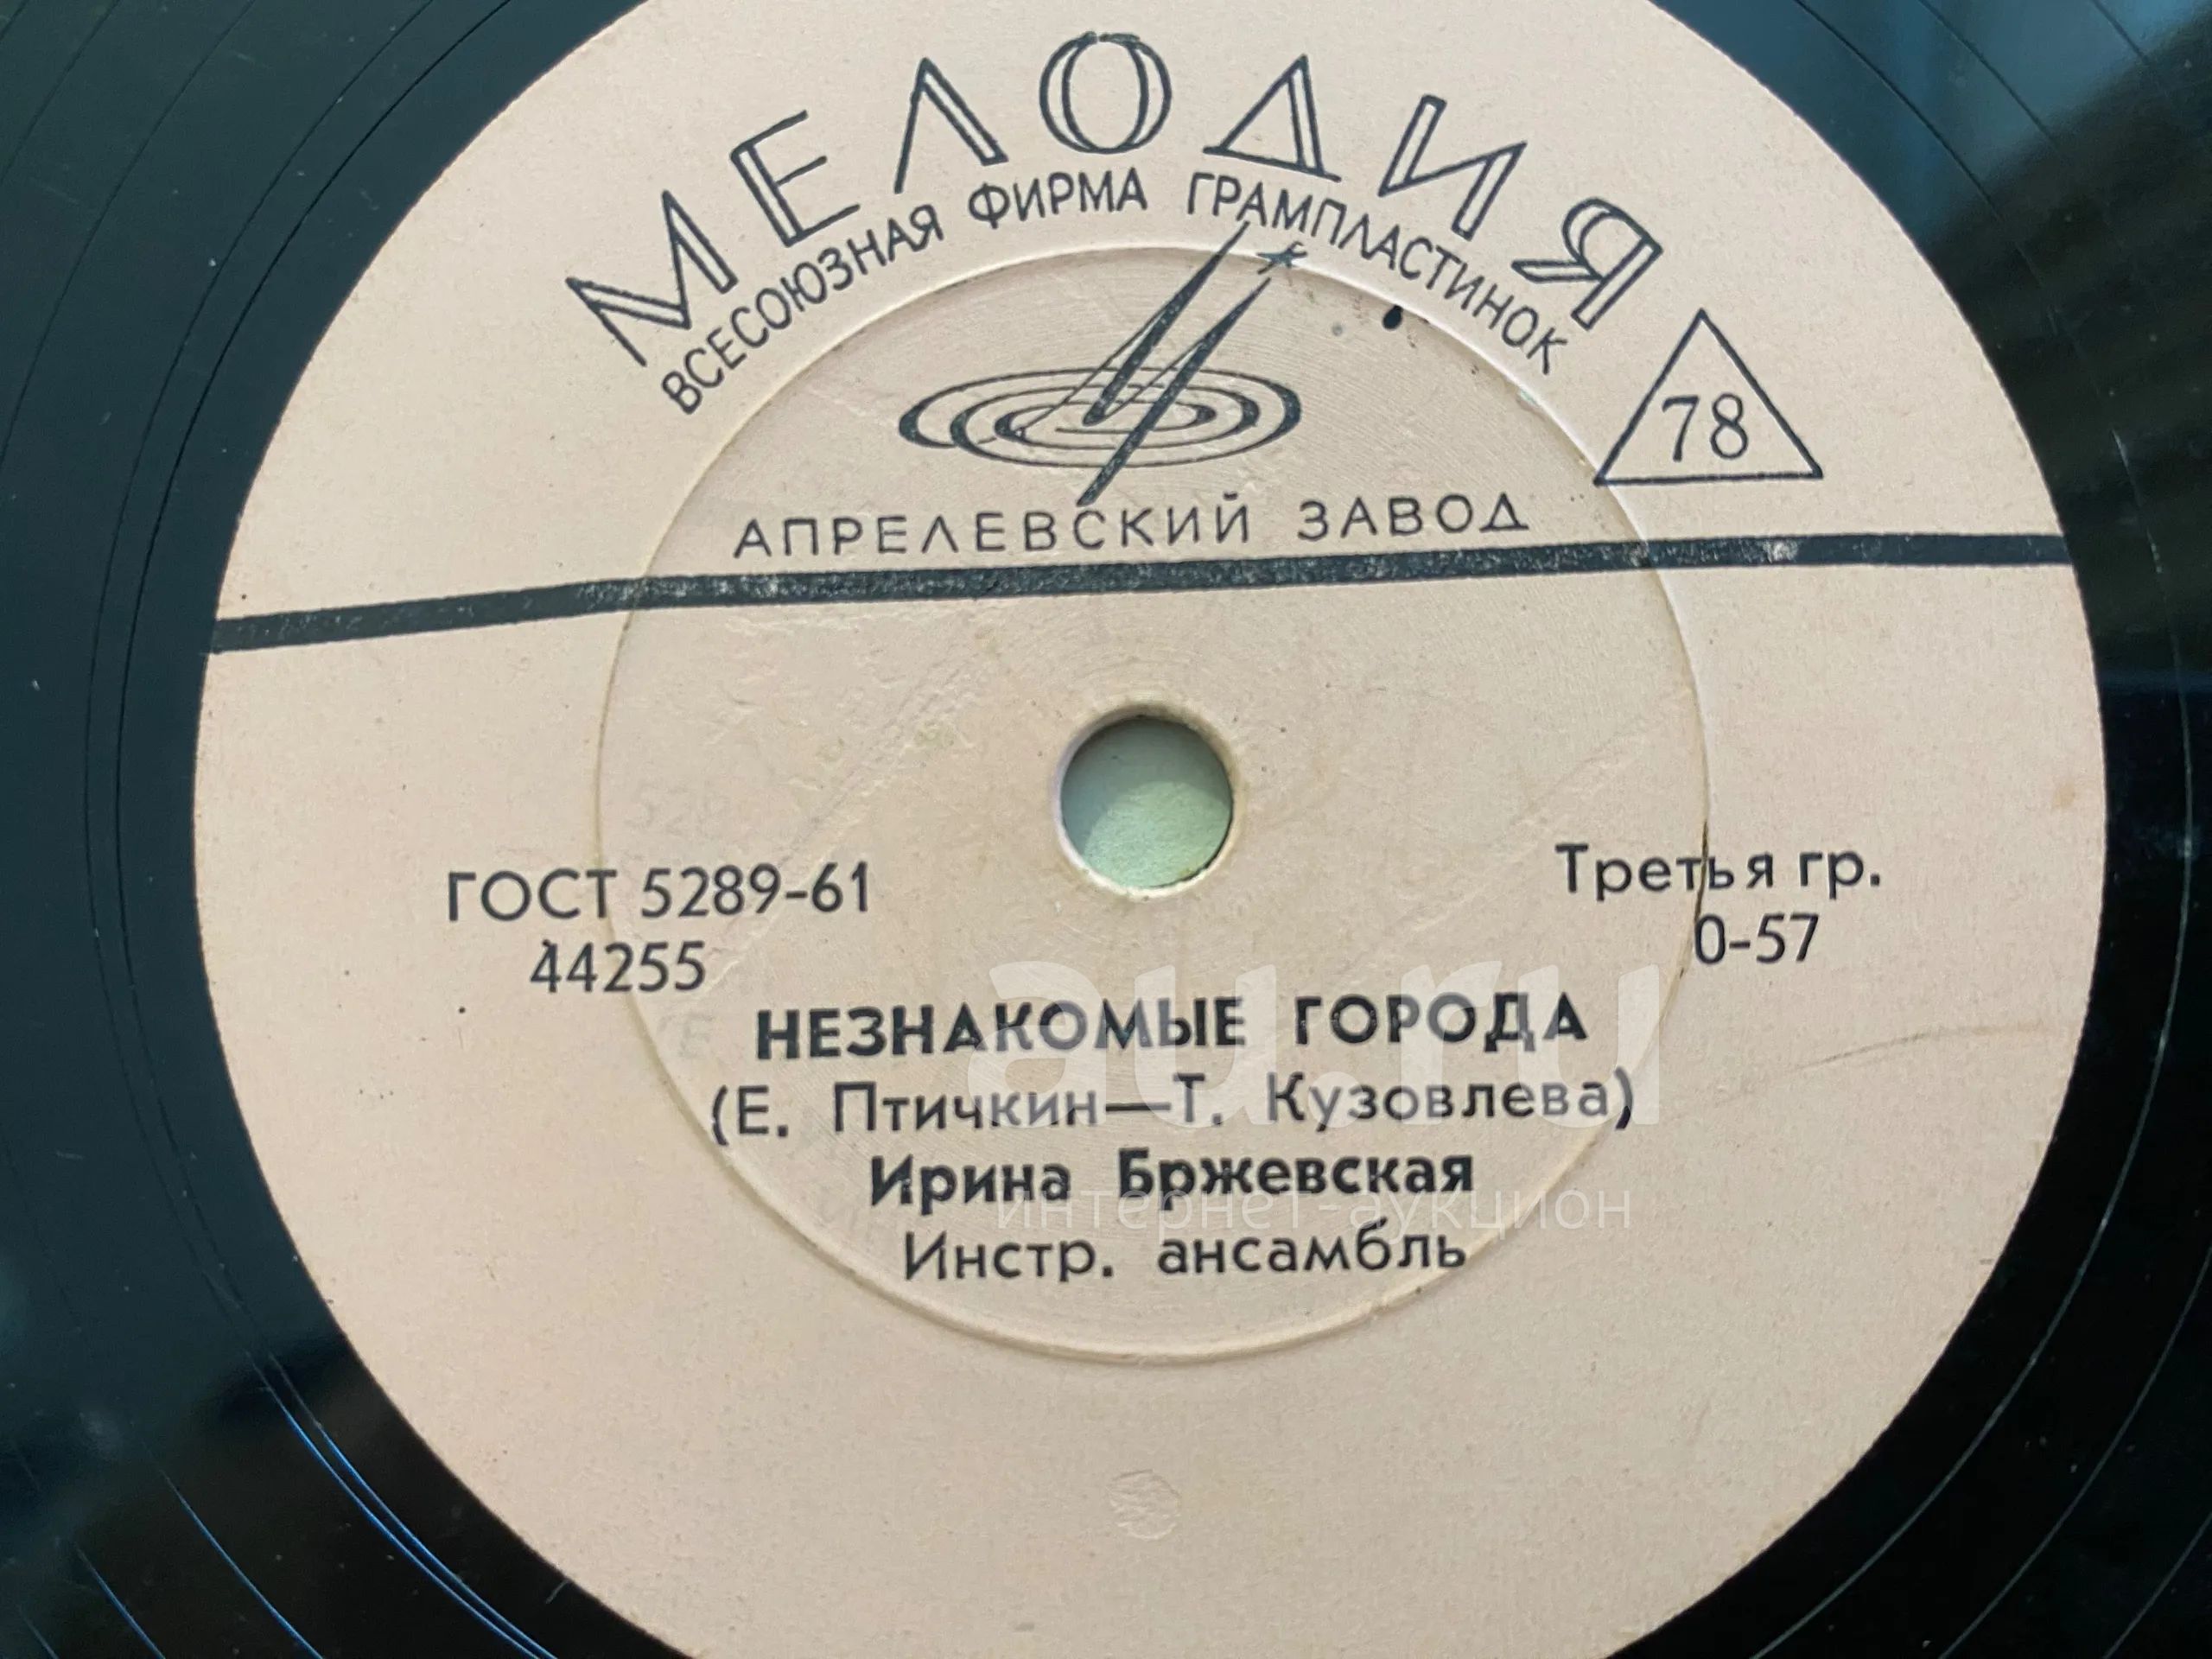 МЕЛОДИЯ
ВСЕСОЮЗНАЯ ФИРМА ГРАМПЛАСТИНОК
78
АПРЕЛЕВСКИЙ ЗАВОД
ГОСТ 5289-61
44255
Третья гр.
0-57
НЕЗНАКОМЫЕ ГОРОДА
(Е. Птичкин—Т. Кузовлева)
Ирина Бржевская
Инстр. ансамбль
au.ru
интернет-аукцион